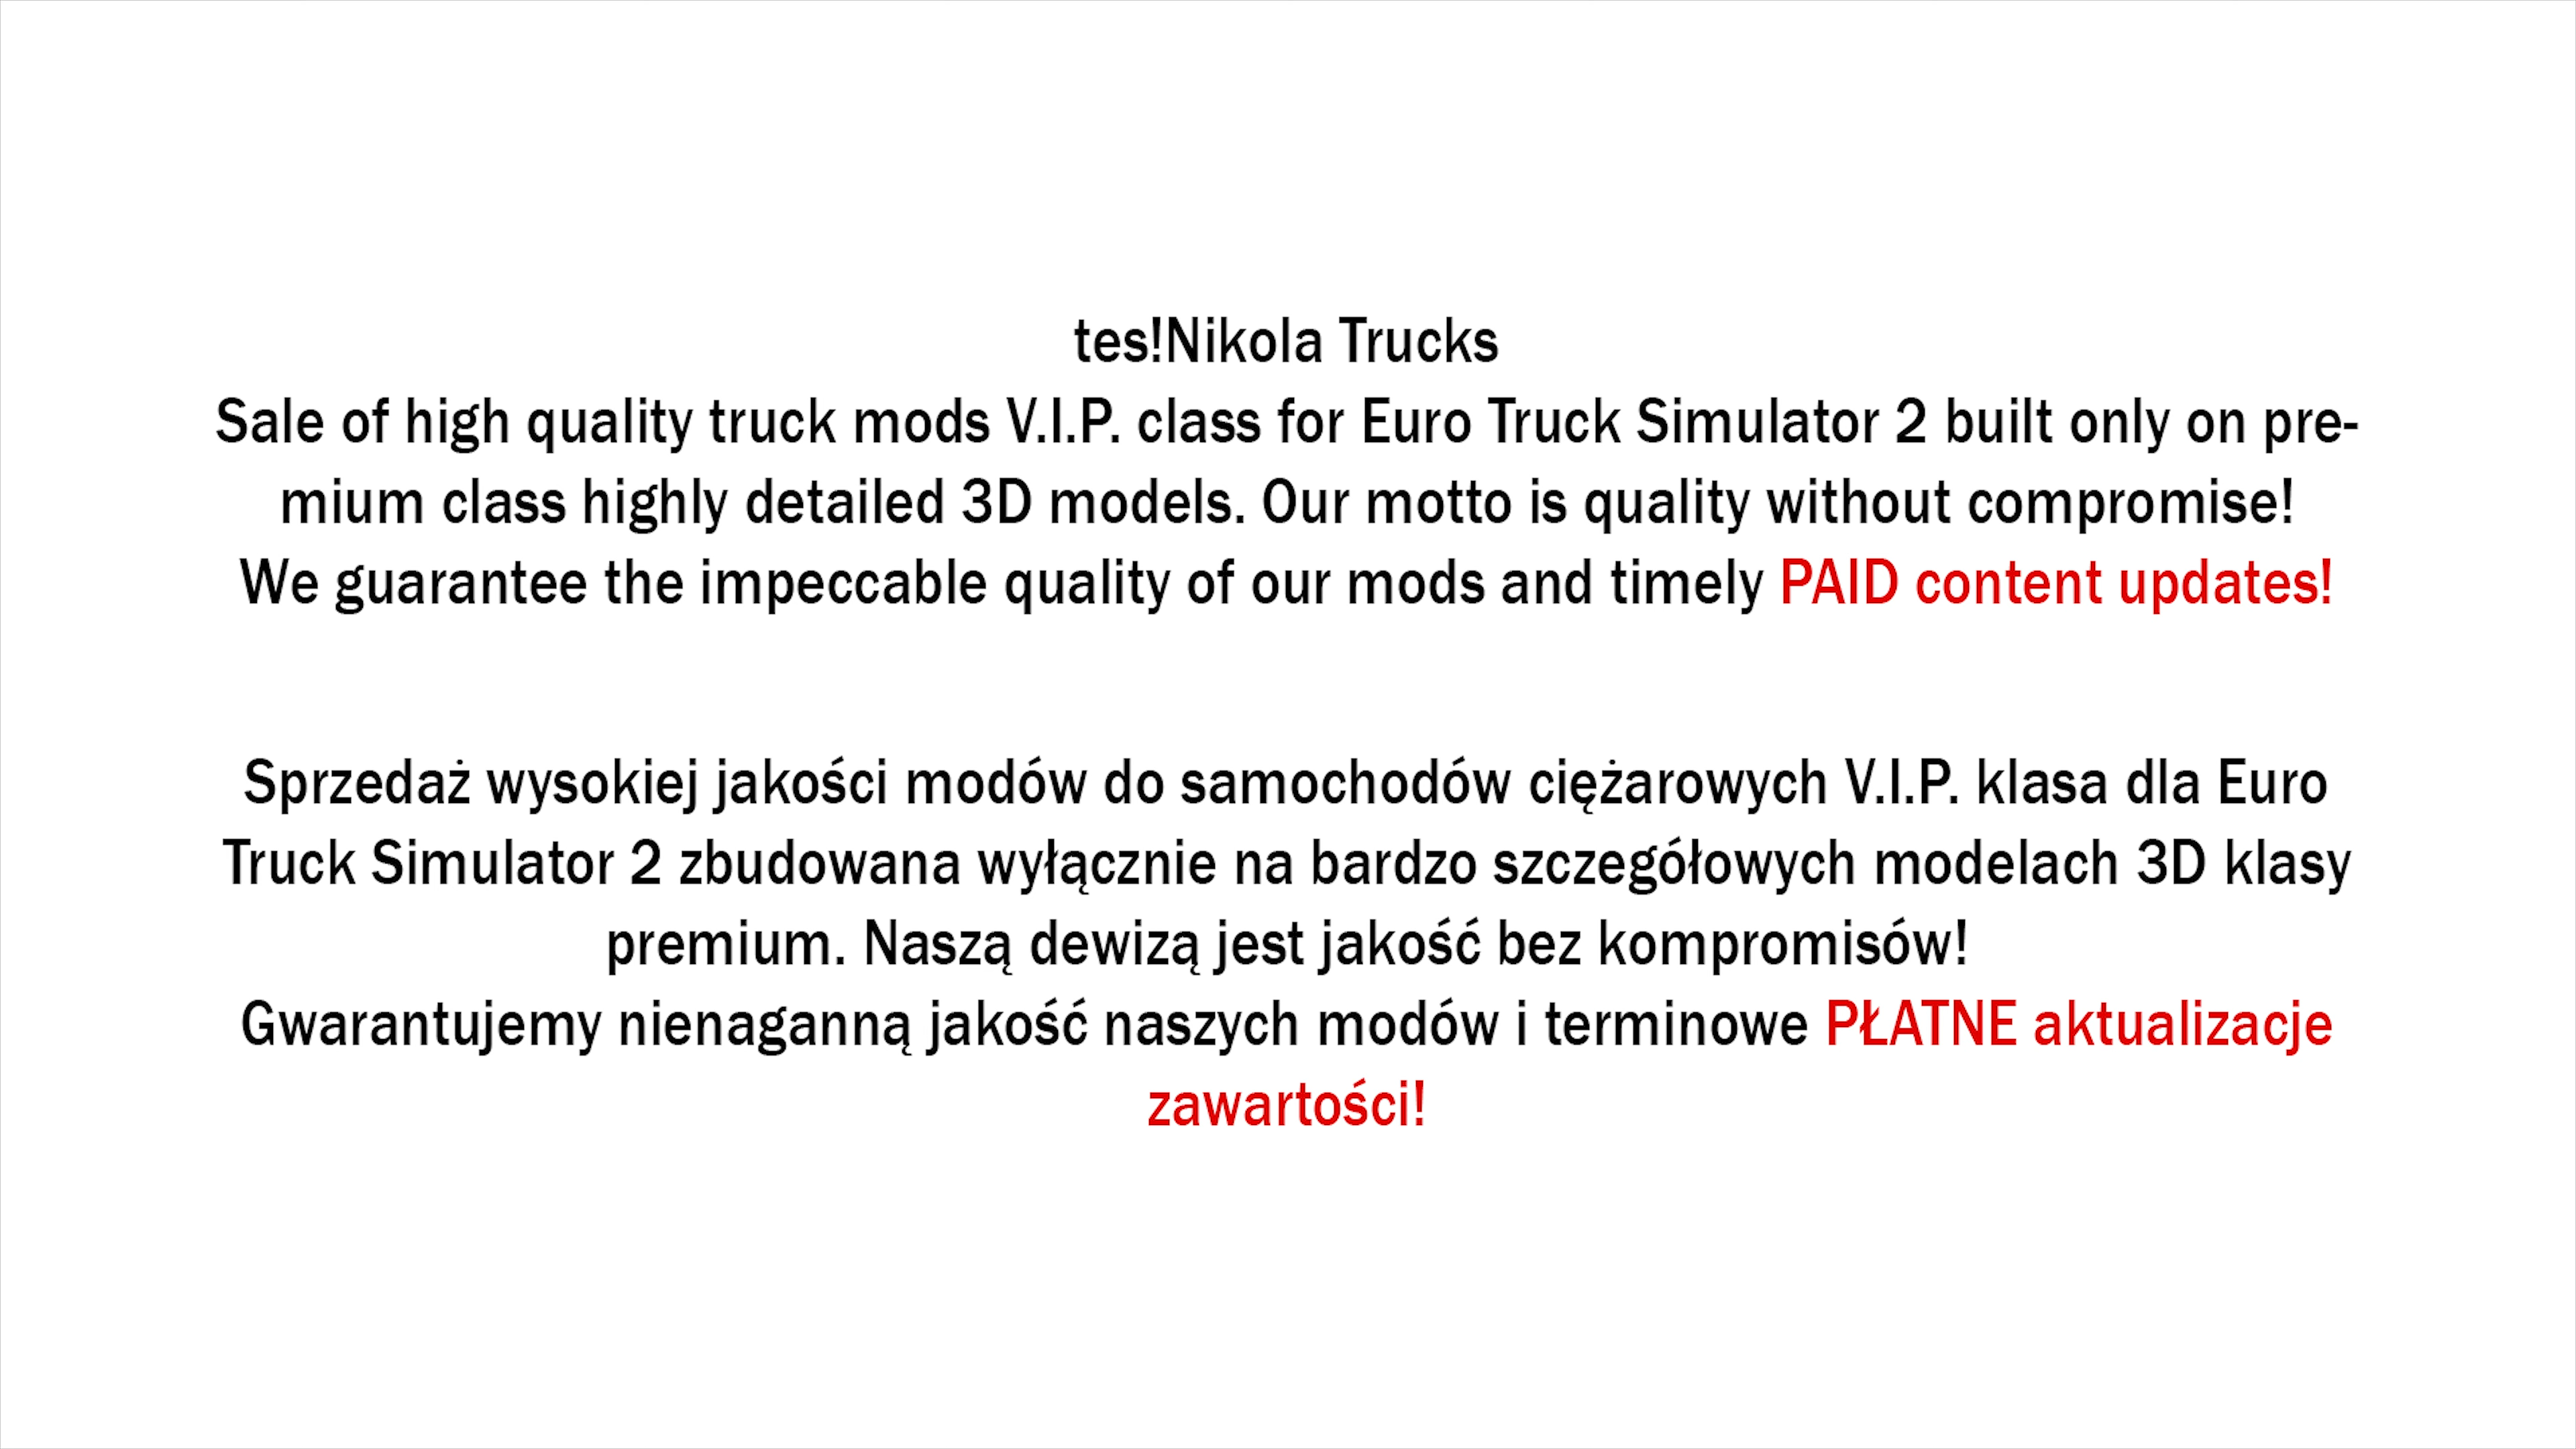 tes!Nikola Trucks
Sale of high quality truck mods V.I.P. class for Euro Truck Simulator 2 built only on pre-
mium class highly detailed 3D models. Our motto is quality without compromise!
We guarantee the impeccable quality of our mods and timely PAID content updates!
Sprzedaż wysokiej jakości modów do samochodów ciężarowych V.I.P. klasa dla Euro
Truck Simulator 2 zbudowana wyłącznie na bardzo szczegółowych modelach 3D klasy
premium. Naszą dewizą jest jakość bez kompromisów!
Gwarantujemy nienaganną jakość naszych modów i terminowe PŁATNE aktualizacje
zawartości!